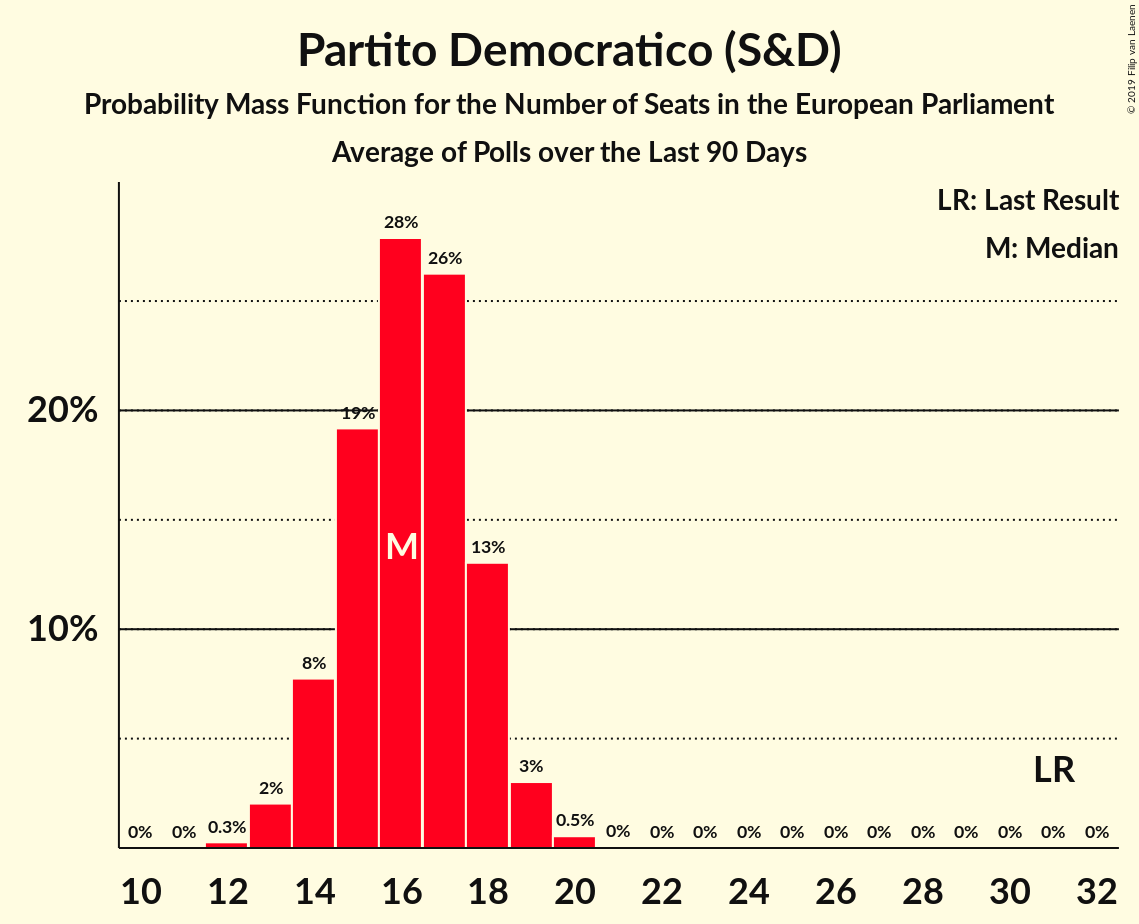 Partito Democratico (S&D)
Probability Mass Function for the Number of Seats in the European Parliament
Average of Polls over the Last 90 Days
© 2019 Filip van Laenen
LR: Last Result
M: Median
28%
26%
20%
19%
M
13%
10%
8%
LR
3%
2%
0% 0% 0.3% 0.5% 0% 0% 0% 0% 0% 0% 0% 0% 0% 0% 0% 0%
10 12 14 16 18 20 22 24 26 28 30 32